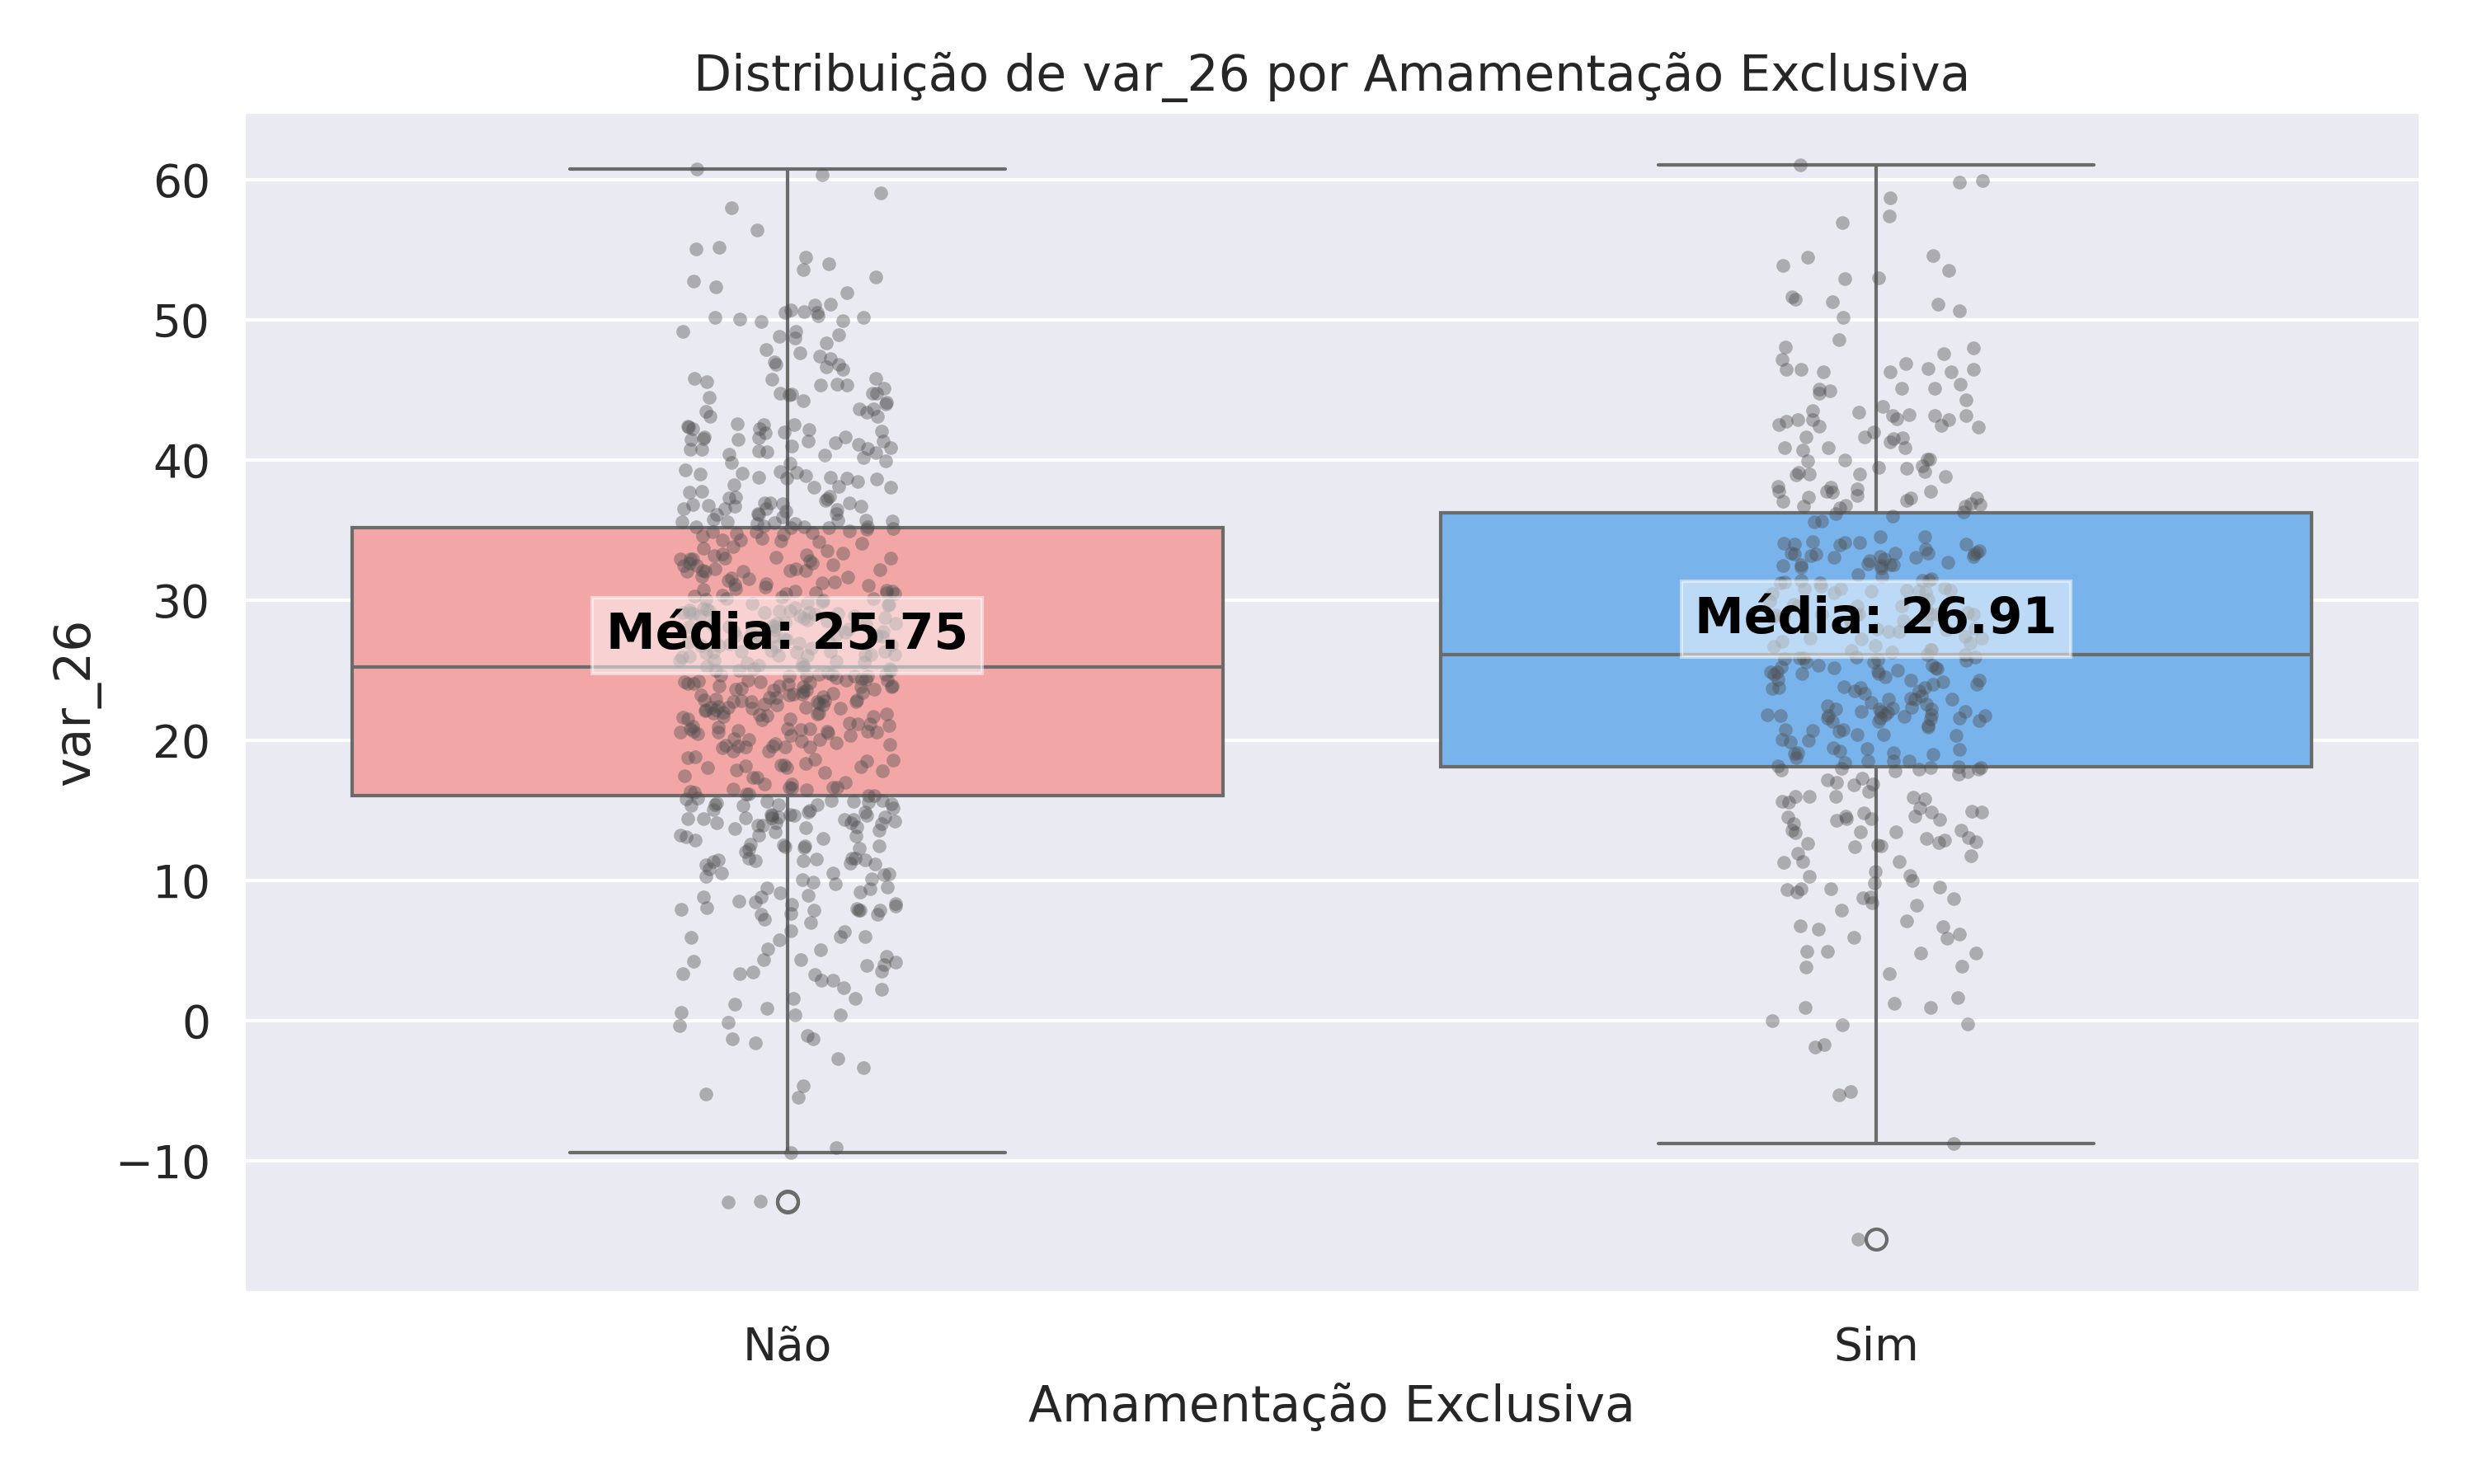 Distribuição de var_26 por Amamentação Exclusiva
60
50
40
30
20
10
0
−10
var_26
Média: 25.75
Média: 26.91
Não
Sim
Amamentação Exclusiva